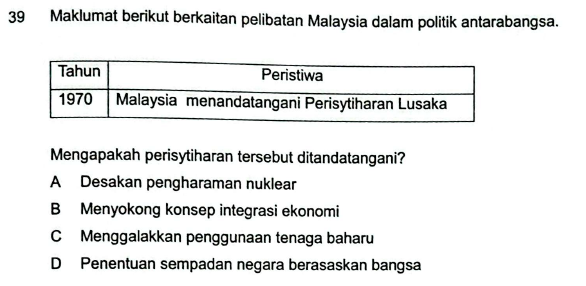 39 Maklumat berikut berkaitan pelibatan Malaysia dalam politik antarabangsa.
Tahun Peristiwa
1970 Malaysia menandatangani Perisytiharan Lusaka
Mengapakah perisytiharan tersebut ditandatangani?
A Desakan pengharaman nuklear
B Menyokong konsep integrasi ekonomi
C Menggalakkan penggunaan tenaga baharu
D Penentuan sempadan negara berasaskan bangsa